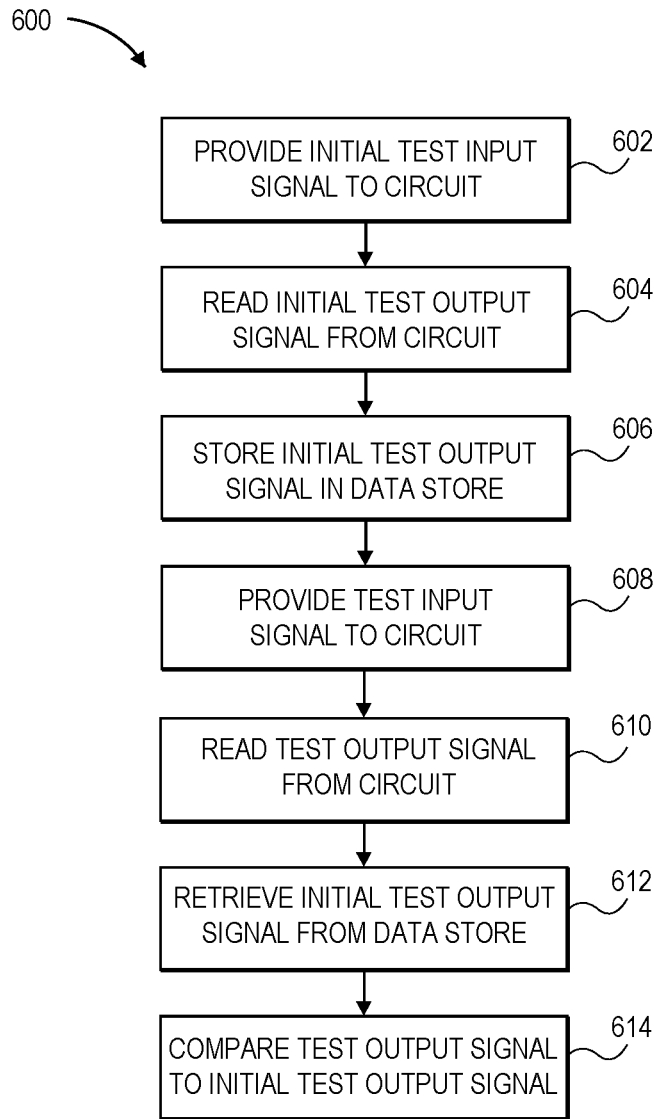 600
PROVIDE INITIAL TEST INPUT
SIGNAL TO CIRCUIT
602
READ INITIAL TEST OUTPUT
SIGNAL FROM CIRCUIT
604
STORE INITIAL TEST OUTPUT
SIGNAL IN DATA STORE
606
PROVIDE TEST INPUT
SIGNAL TO CIRCUIT
608
READ TEST OUTPUT SIGNAL
FROM CIRCUIT
610
RETRIEVE INITIAL TEST OUTPUT
SIGNAL FROM DATA STORE
612
COMPARE TEST OUTPUT SIGNAL
TO INITIAL TEST OUTPUT SIGNAL
614